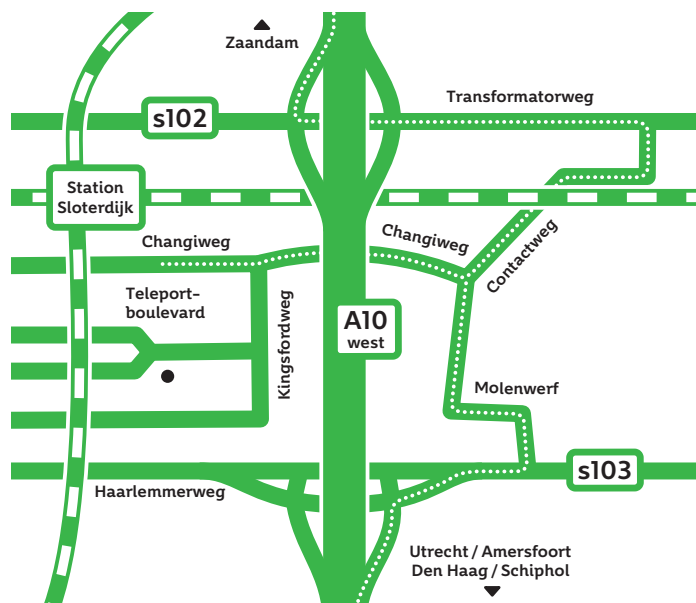 Zaandam
Transformatorweg
s102
Station
Sloterdijk
Changiweg
Changiweg
Contactweg
Teleport-
boulevard
Kingsfordweg
A10
west
Molenwerf
s103
Haarlemmerweg
Utrecht / Amersfoort
Den Haag / Schiphol